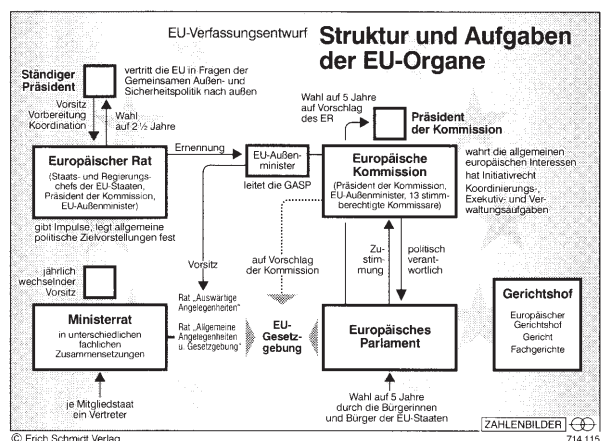 EU-Verfassungsentwurf
Struktur und Aufgaben
der EU-Organe
Ständiger
Präsident
vertritt die EU in Fragen der
Gemeinsamen Außen- und
Sicherheitspolitik nach außen
Vorsitz
Vorbereitung
Koordination
Wahl
auf 2 ½ Jahre
Wahl auf 5 Jahre
auf Vorschlag
des ER
Präsident
der Kommission
Europäischer Rat
(Staats- und Regierungs-
chefs der EU-Staaten,
Präsident der Kommission,
EU-Außenminister)
gibt Impulse, legt allgemeine
politische Zielvorstellungen fest
Ernennung
EU-Außen-
minister
leitet die GASP
Europäische
Kommission
(Präsident der Kommission,
EU-Außenminister, 13 stimm-
berechtigte Kommissare)
wahrt die allgemeinen
europäischen Interessen
hat Initiativrecht
Koordinierungs-,
Exekutiv- und Ver-
waltungsaufgaben
jährlich
wechselnder
Vorsitz
Vorsitz
auf Vorschlag
der Kommission
Zu-
stim-
mung
politisch
verant-
wortlich
Ministerrat
in unterschiedlichen
fachlichen
Zusammensetzungen
Rat „Auswärtige
Angelegenheiten"
Rat „Allgemeine
Angelegenheiten
u. Gesetzgebung"
EU-
Gesetz-
gebung
Europäisches
Parlament
Gerichtshof
Europäischer
Gerichtshof
Gericht
Fachgerichte
je Mitgliedstaat
ein Vertreter
Wahl auf 5 Jahre
durch die Bürgerinnen
und Bürger der EU-Staaten
ZAHLENBILDER
© Erich Schmidt Verlag
714 115